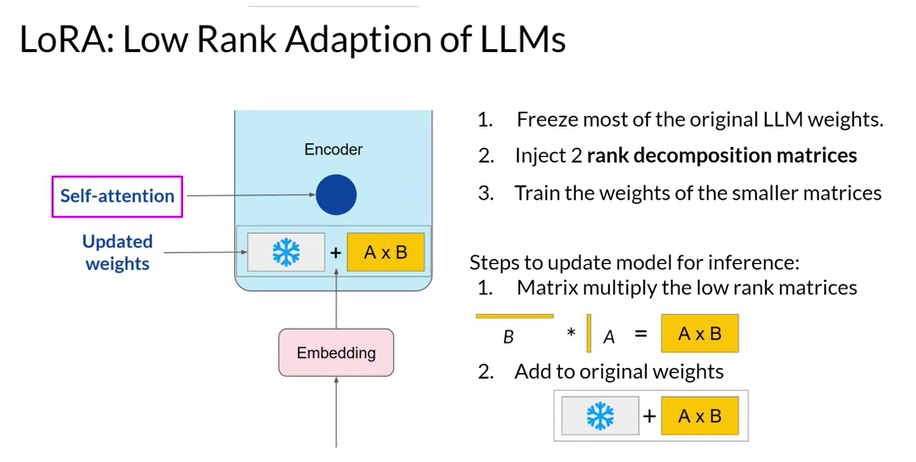 LoRA: Low Rank Adaption of LLMs
Encoder
Self-attention
Updated
weights
+ A x B
Embedding
1. Freeze most of the original LLM weights.
2. Inject 2 rank decomposition matrices
3. Train the weights of the smaller matrices
Steps to update model for inference:
1. Matrix multiply the low rank matrices
B * A = A x B
2. Add to original weights
+ A x B